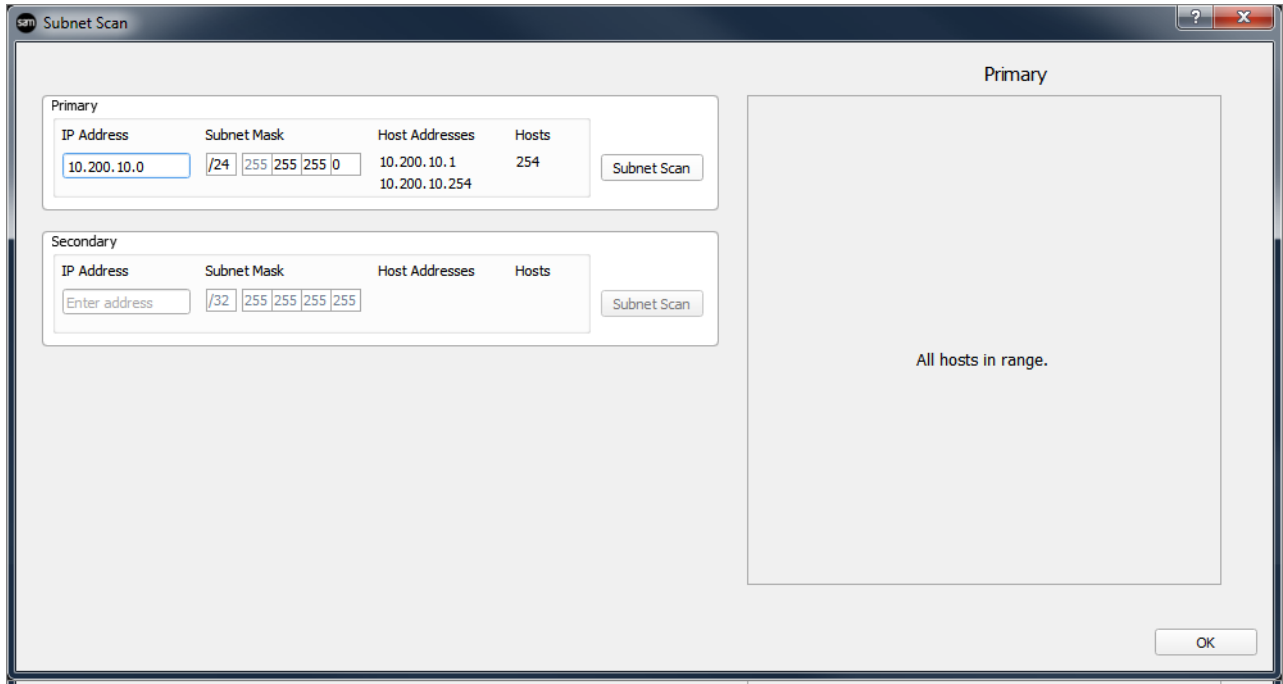 sam Subnet Scan
?
X
Primary
Primary
IP Address Subnet Mask Host Addresses Hosts
10.200.10.0 /24 255 255 255 0 10.200.10.1 254 Subnet Scan
10.200.10.254
Secondary
IP Address Subnet Mask Host Addresses Hosts
Enter address /32 255 255 255 255 Subnet Scan
All hosts in range.
OK